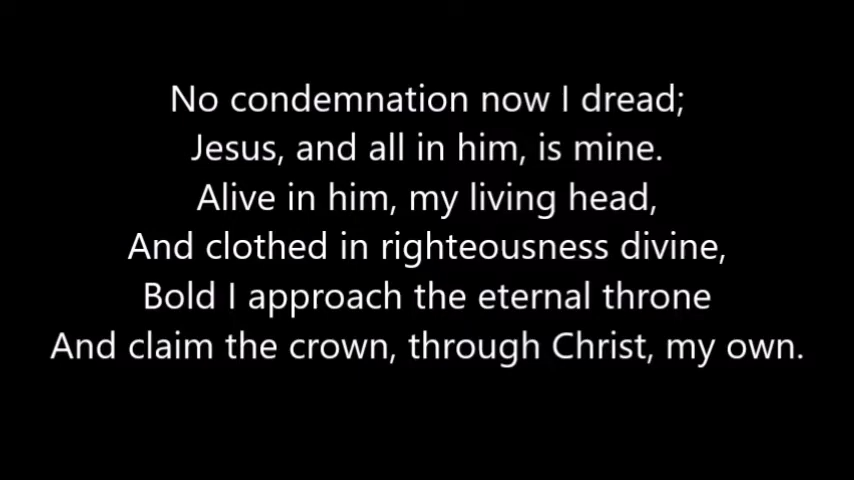 No condemnation now I dread;
Jesus, and all in him, is mine.
Alive in him, my living head,
And clothed in righteousness divine,
Bold I approach the eternal throne
And claim the crown, through Christ, my own.